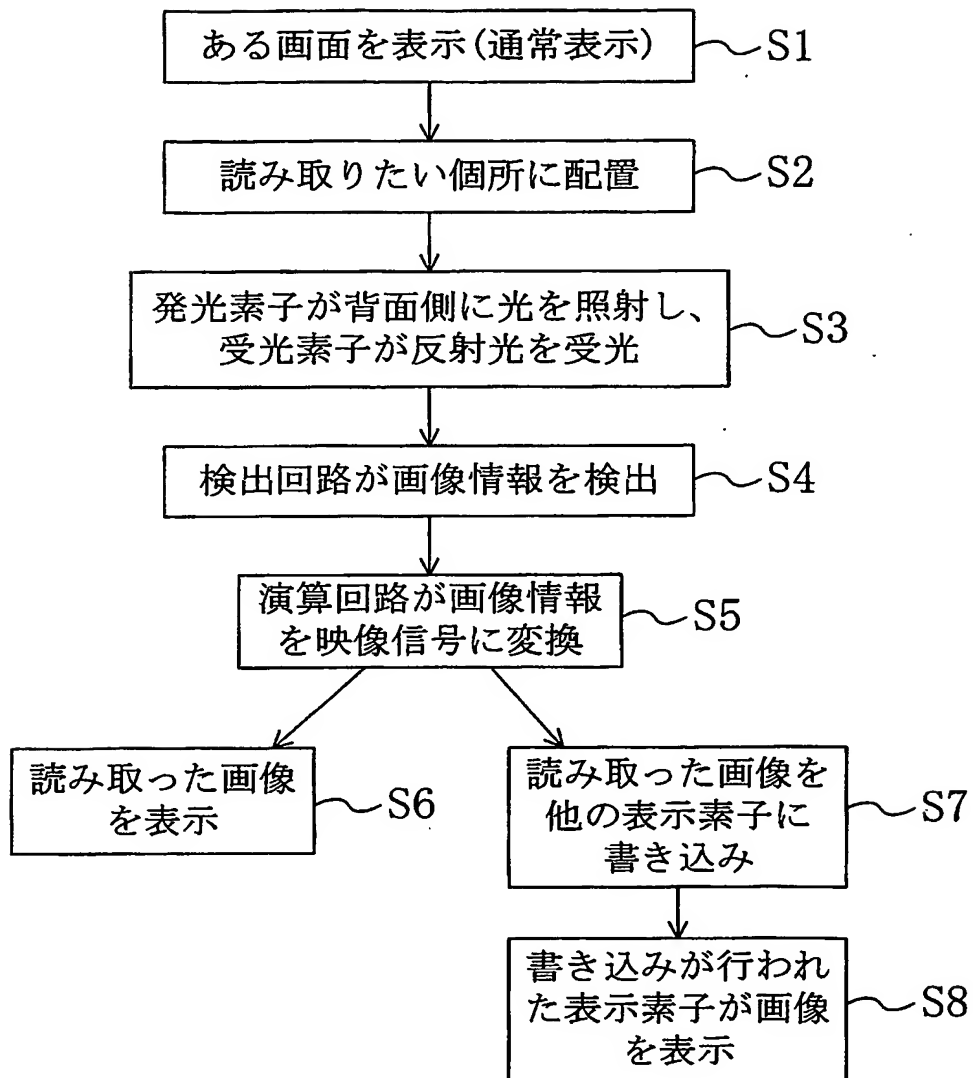 ある画面を表示(通常表示)
S1
読み取りたい個所に配置
S2
発光素子が背面側に光を照射し、
受光素子が反射光を受光
S3
検出回路が画像情報を検出
S4
演算回路が画像情報
を映像信号に変換
S5
読み取った画像
を表示
S6
読み取った画像を
他の表示素子に
書き込み
S7
書き込みが行われ
た表示素子が画像
を表示
S8